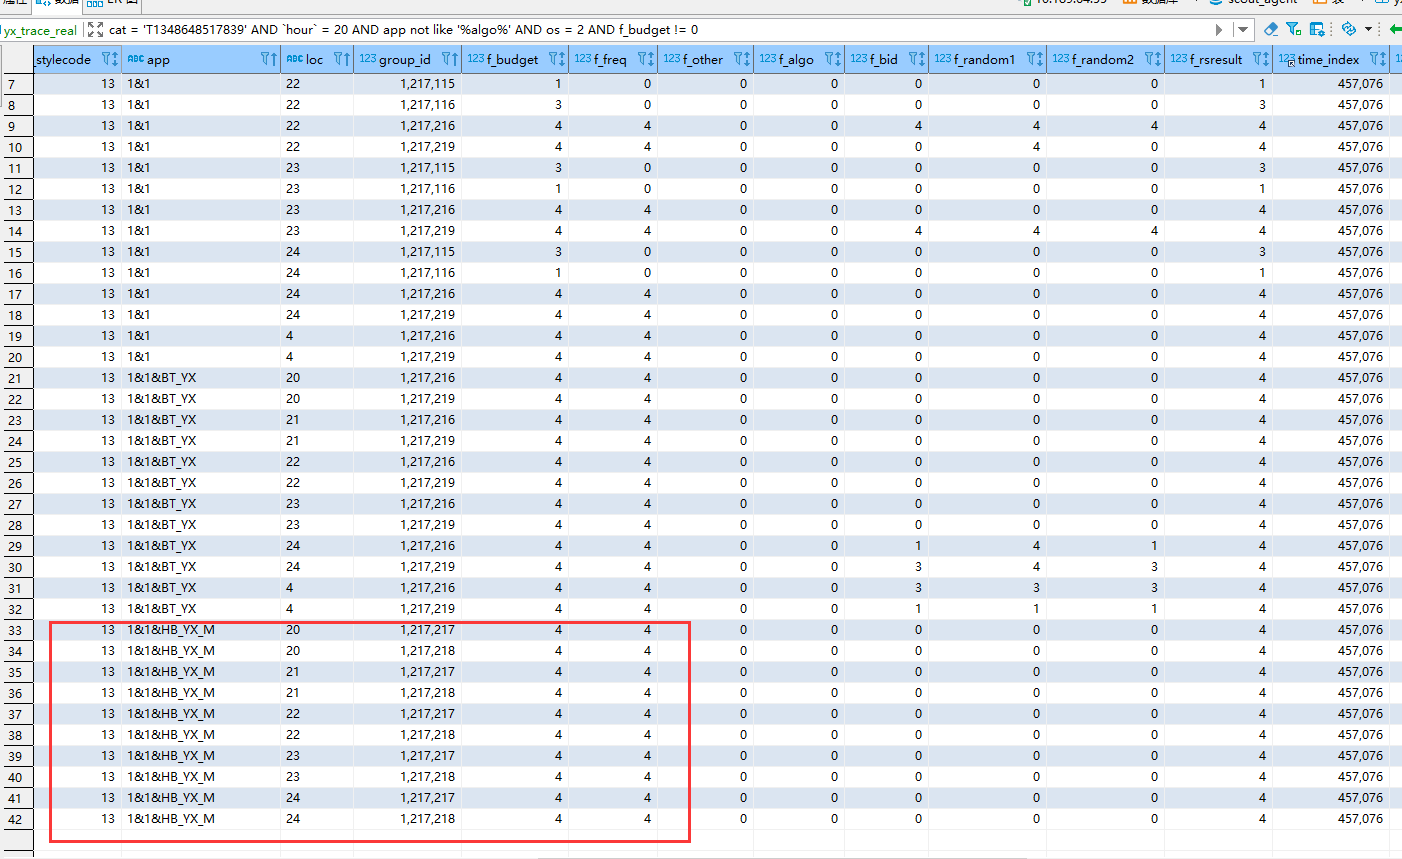 yx_trace_real cat = 'T1348648517839' AND `hour` = 20 AND app not like '%algo%' AND os = 2 AND f_budget != 0
stylecode ABC app ABC loc 123 group_id 123 f_budget 123 f_freq 123 f_other 123 f_algo 123 f_bid 123 f_random1 123 f_random2 123 f_rsresult 123 time_index
7 13 1&1 22 1,217,115 1 0 0 0 0 0 0 1 457,076
8 13 1&1 22 1,217,116 3 0 0 0 0 0 0 3 457,076
9 13 1&1 22 1,217,216 4 4 0 0 4 4 4 4 457,076
10 13 1&1 22 1,217,219 4 4 0 0 0 4 0 4 457,076
11 13 1&1 23 1,217,115 3 0 0 0 0 0 0 3 457,076
12 13 1&1 23 1,217,116 1 0 0 0 0 0 0 1 457,076
13 13 1&1 23 1,217,216 4 4 0 0 0 0 0 4 457,076
14 13 1&1 23 1,217,219 4 4 0 0 4 4 4 4 457,076
15 13 1&1 24 1,217,115 3 0 0 0 0 0 0 3 457,076
16 13 1&1 24 1,217,116 1 0 0 0 0 0 0 1 457,076
17 13 1&1 24 1,217,216 4 4 0 0 0 0 0 4 457,076
18 13 1&1 24 1,217,219 4 4 0 0 0 0 0 4 457,076
19 13 1&1 4 1,217,216 4 4 0 0 0 0 0 4 457,076
20 13 1&1 4 1,217,219 4 4 0 0 0 0 0 4 457,076
21 13 1&1&BT_YX 20 1,217,216 4 4 0 0 0 0 0 4 457,076
22 13 1&1&BT_YX 20 1,217,219 4 4 0 0 0 0 0 4 457,076
23 13 1&1&BT_YX 21 1,217,216 4 4 0 0 0 0 0 4 457,076
24 13 1&1&BT_YX 21 1,217,219 4 4 0 0 0 0 0 4 457,076
25 13 1&1&BT_YX 22 1,217,216 4 4 0 0 0 0 0 4 457,076
26 13 1&1&BT_YX 22 1,217,219 4 4 0 0 0 0 0 4 457,076
27 13 1&1&BT_YX 23 1,217,216 4 4 0 0 0 0 0 4 457,076
28 13 1&1&BT_YX 23 1,217,219 4 4 0 0 0 0 0 4 457,076
29 13 1&1&BT_YX 24 1,217,216 4 4 0 0 1 4 1 4 457,076
30 13 1&1&BT_YX 24 1,217,219 4 4 0 0 3 4 3 4 457,076
31 13 1&1&BT_YX 4 1,217,216 4 4 0 0 3 3 3 4 457,076
32 13 1&1&BT_YX 4 1,217,219 4 4 0 0 1 1 1 4 457,076
33 13 1&1&HB_YX_M 20 1,217,217 4 4 0 0 0 0 0 4 457,076
34 13 1&1&HB_YX_M 20 1,217,218 4 4 0 0 0 0 0 4 457,076
35 13 1&1&HB_YX_M 21 1,217,217 4 4 0 0 0 0 0 4 457,076
36 13 1&1&HB_YX_M 21 1,217,218 4 4 0 0 0 0 0 4 457,076
37 13 1&1&HB_YX_M 22 1,217,217 4 4 0 0 0 0 0 4 457,076
38 13 1&1&HB_YX_M 22 1,217,218 4 4 0 0 0 0 0 4 457,076
39 13 1&1&HB_YX_M 23 1,217,217 4 4 0 0 0 0 0 4 457,076
40 13 1&1&HB_YX_M 23 1,217,218 4 4 0 0 0 0 0 4 457,076
41 13 1&1&HB_YX_M 24 1,217,217 4 4 0 0 0 0 0 4 457,076
42 13 1&1&HB_YX_M 24 1,217,218 4 4 0 0 0 0 0 4 457,076